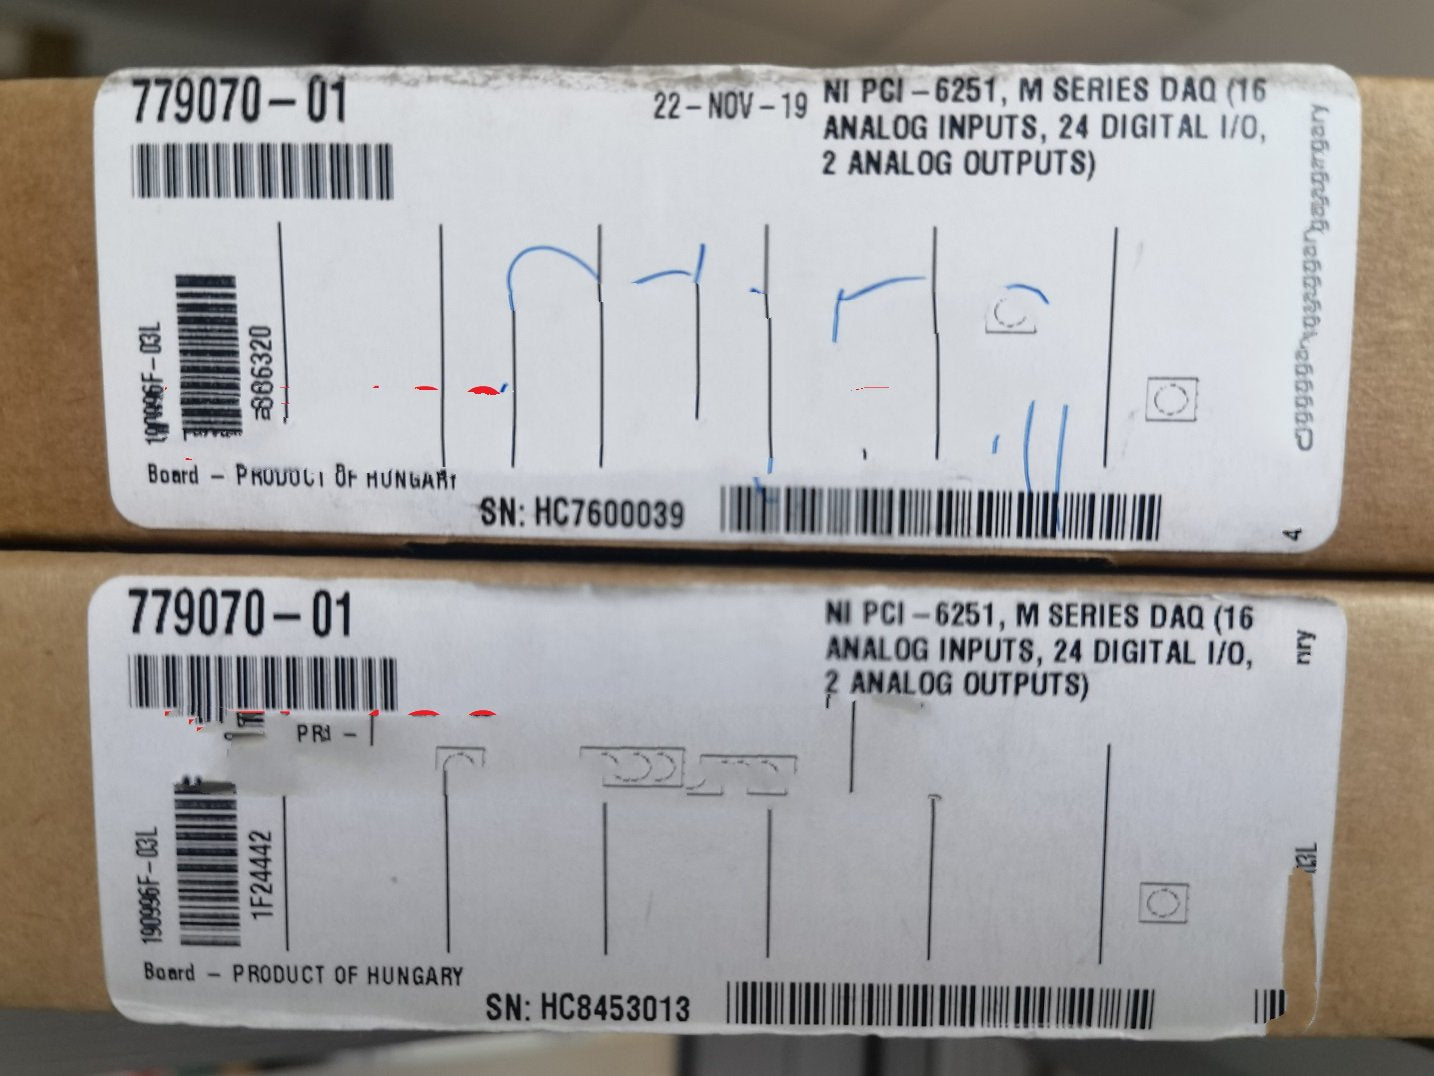 779070-01
22-NOV-19
NI PCI-6251, M SERIES DAQ (16
ANALOG INPUTS, 24 DIGITAL I/O,
2 ANALOG OUTPUTS)
Board - PRODUCT OF HUNGARY
SN: HC7600039
4
779070-01
NI PCI-6251, M SERIES DAQ (16
ANALOG INPUTS, 24 DIGITAL I/O,
2 ANALOG OUTPUTS)
190996F-03L
1F24442
Board - PRODUCT OF HUNGARY
SN: HC8453013